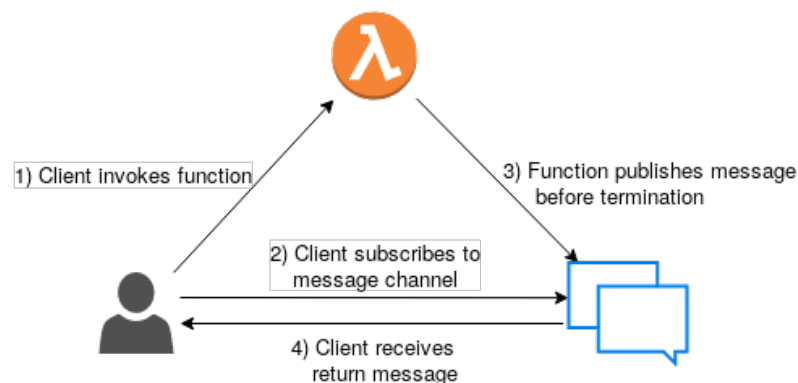 1) Client invokes function
3) Function publishes message
before termination
2) Client subscribes to
message channel
4) Client receives
return message